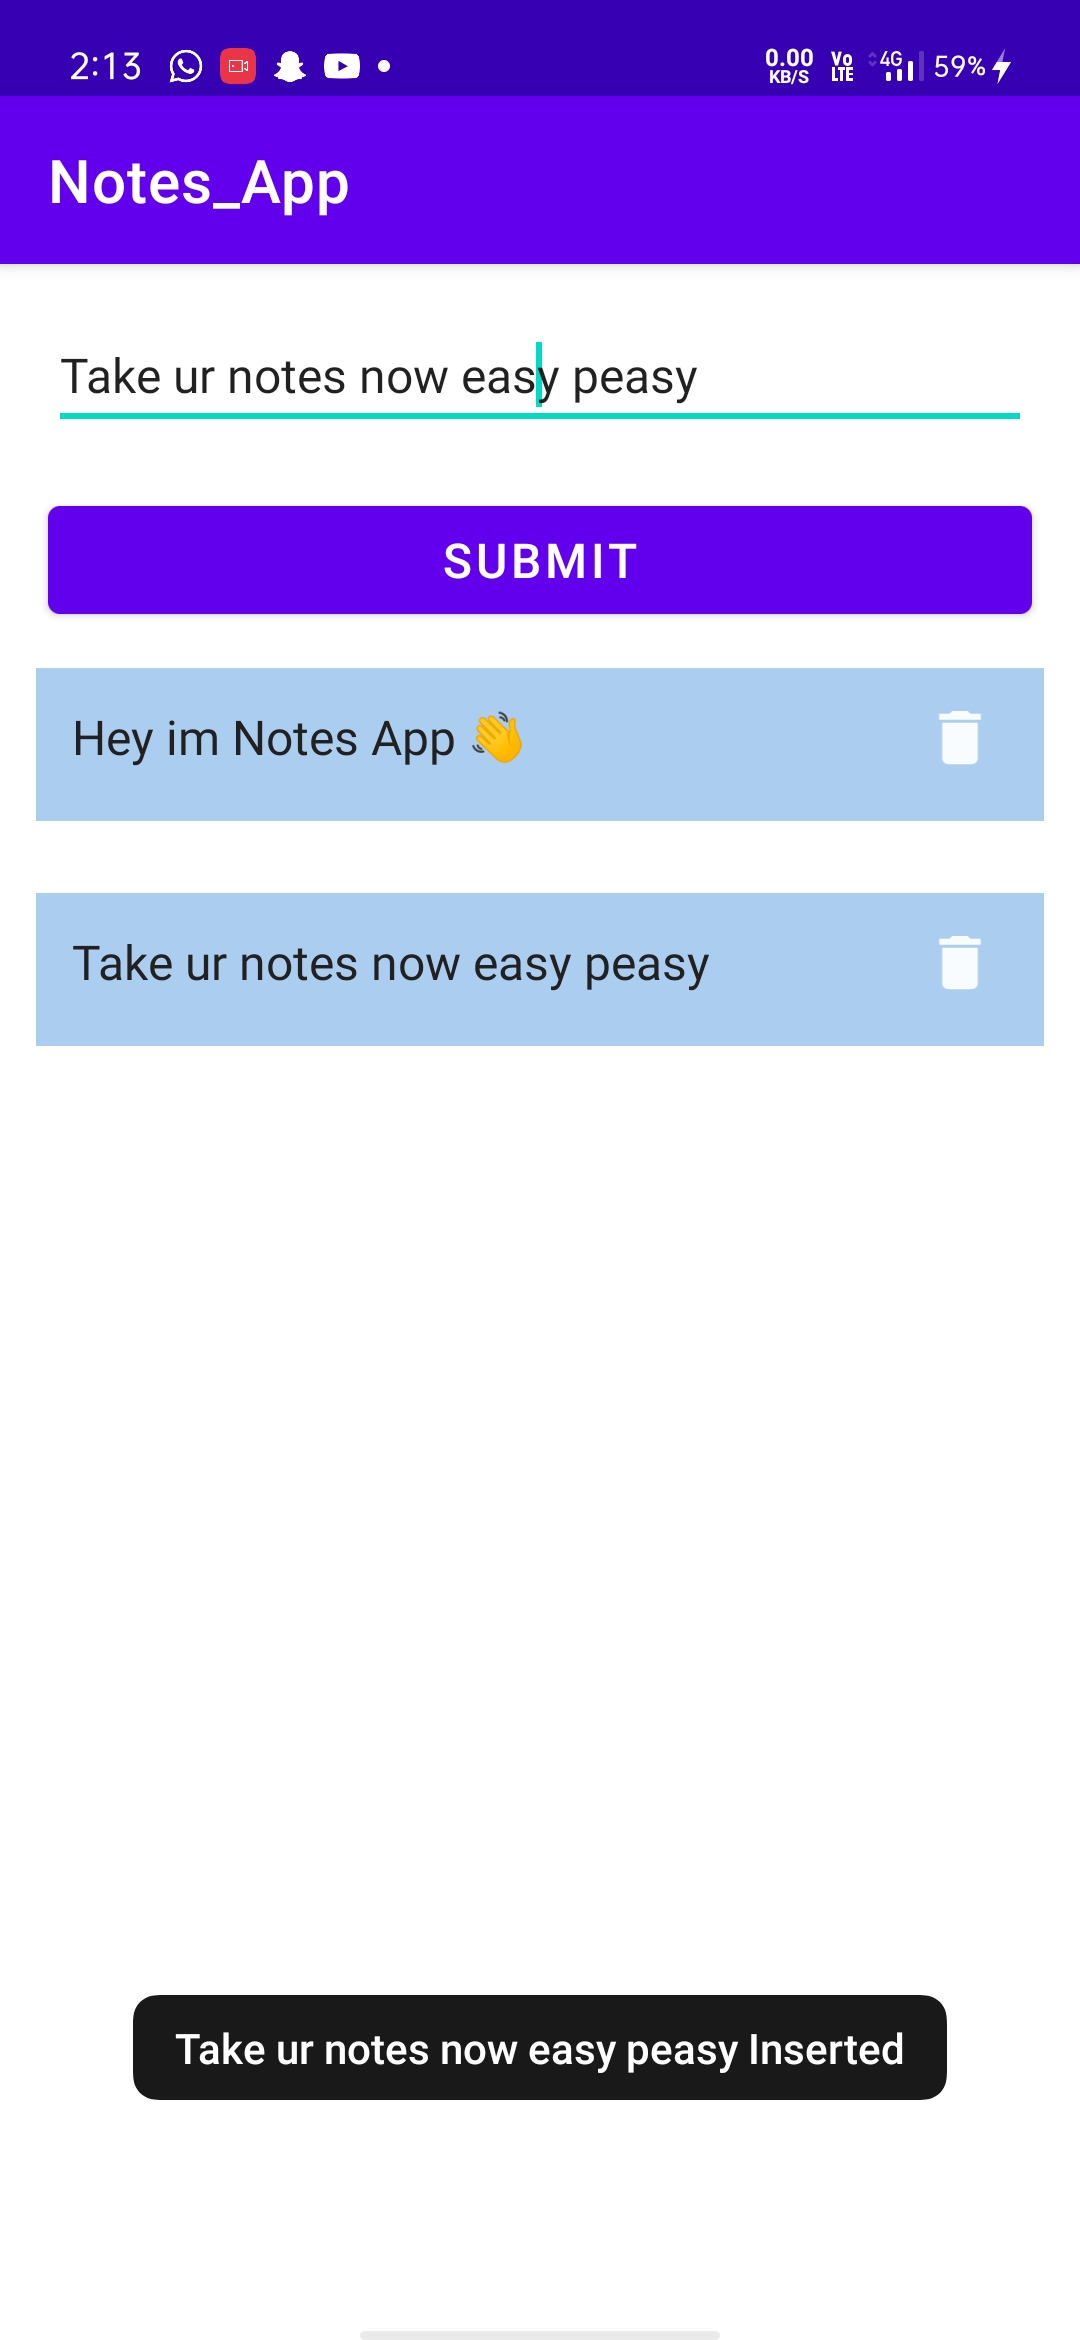 2:13 0.00 KB/S Vo LTE 4G 59%
Notes_App
Take ur notes now easy peasy
SUBMIT
Hey im Notes App 👋
Take ur notes now easy peasy
Take ur notes now easy peasy Inserted